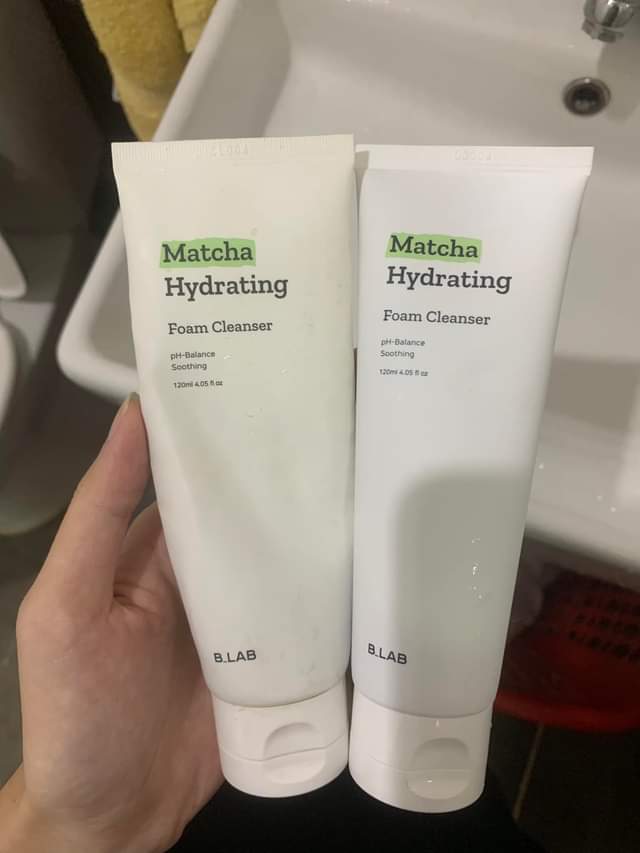 Matcha
Hydrating
Foam Cleanser
pH-Balance
Soothing
120ml 4.05 fl oz
B_LAB
Matcha
Hydrating
Foam Cleanser
pH-Balance
Soothing
120ml 4.05 fl oz
B_LAB